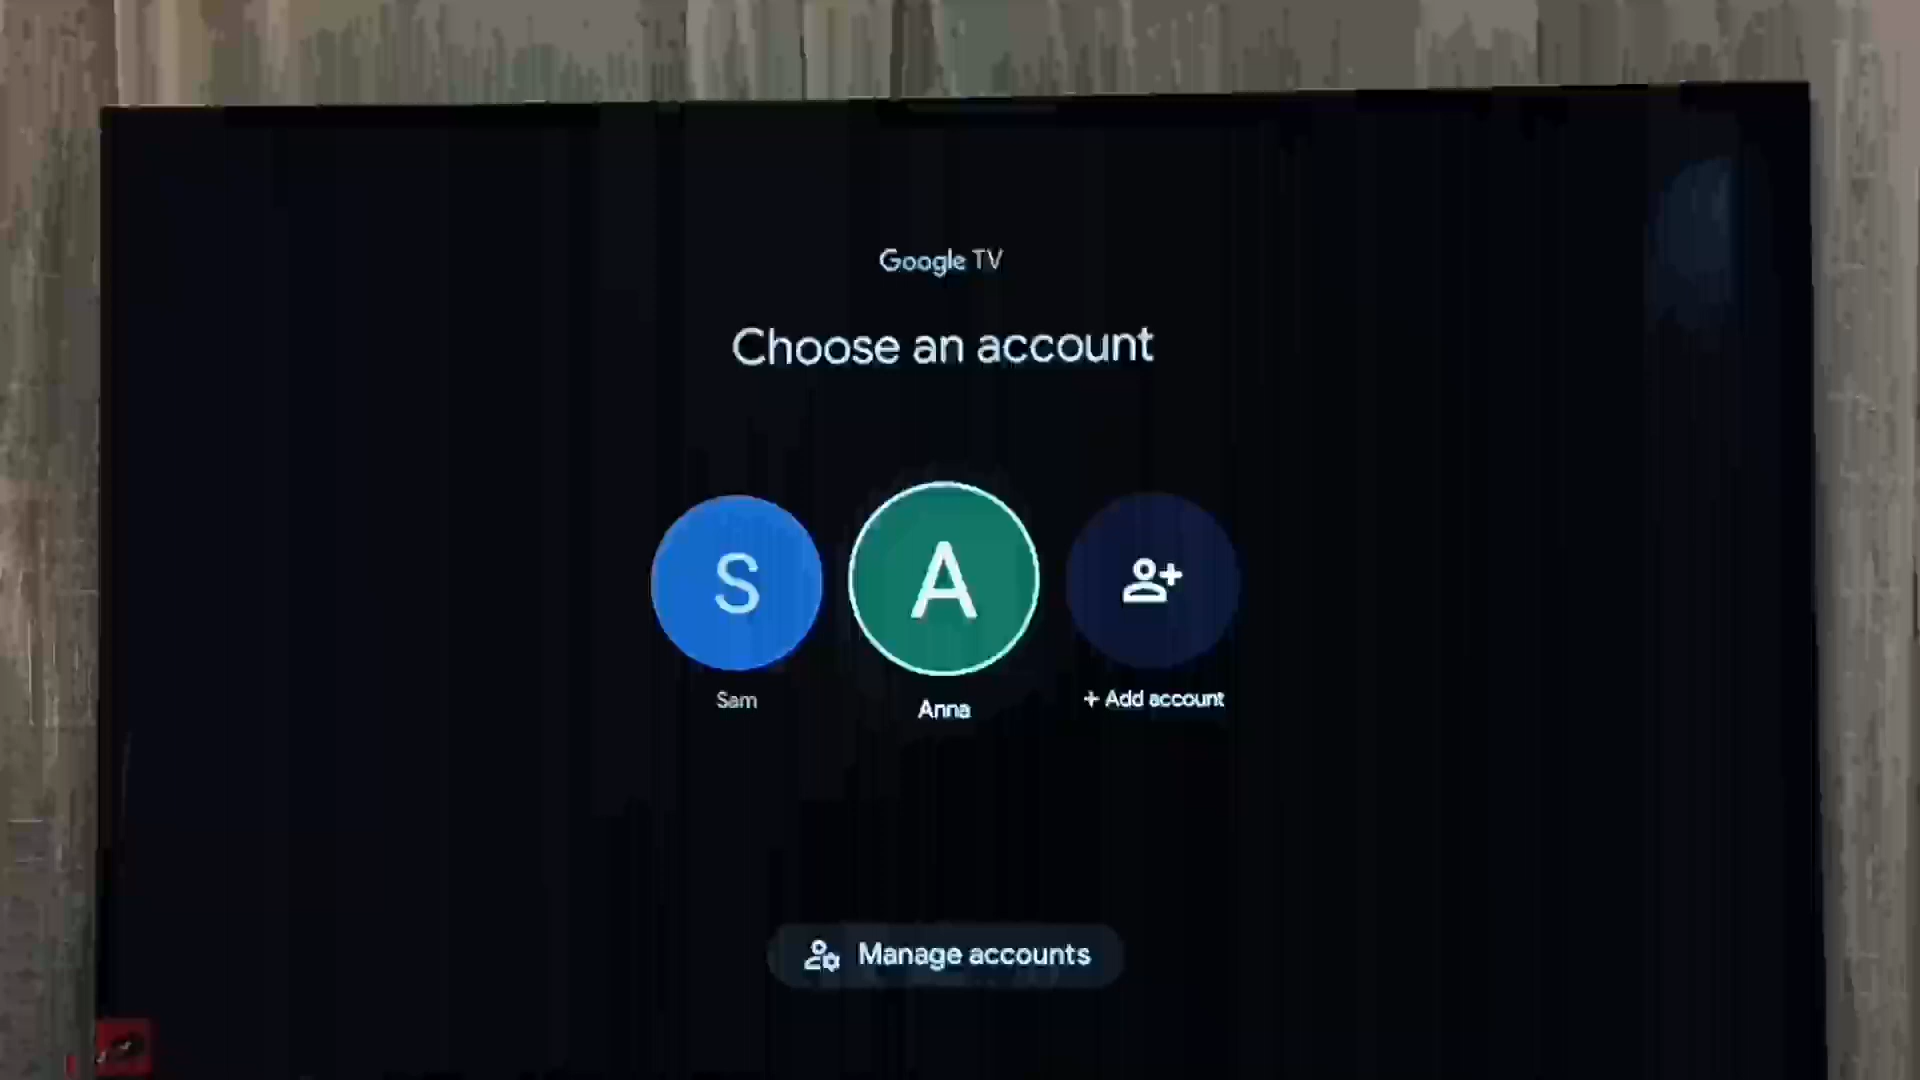 Google TV
Choose an account
S
A
Sam
Anna
+ Add account
Manage accounts